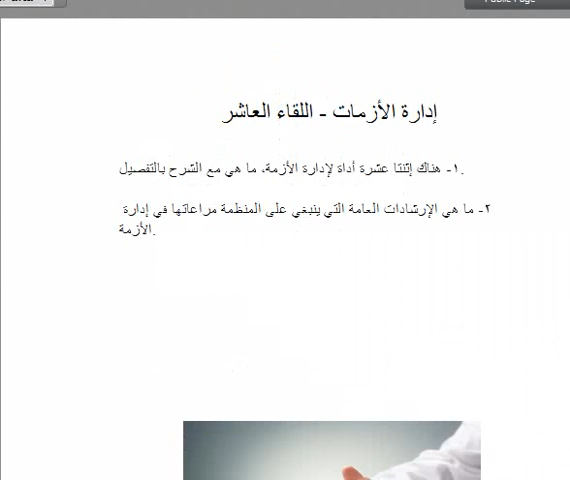 إدارة الأزمات - اللقاء العاشر
١- هناك إثنتا عشرة أداة لإدارة الأزمة، ما هي مع الشرح بالتفصيل.
٢- ما هي الإرشادات العامة التي ينبغي على المنظمة مراعاتها في إدارة
الأزمة.